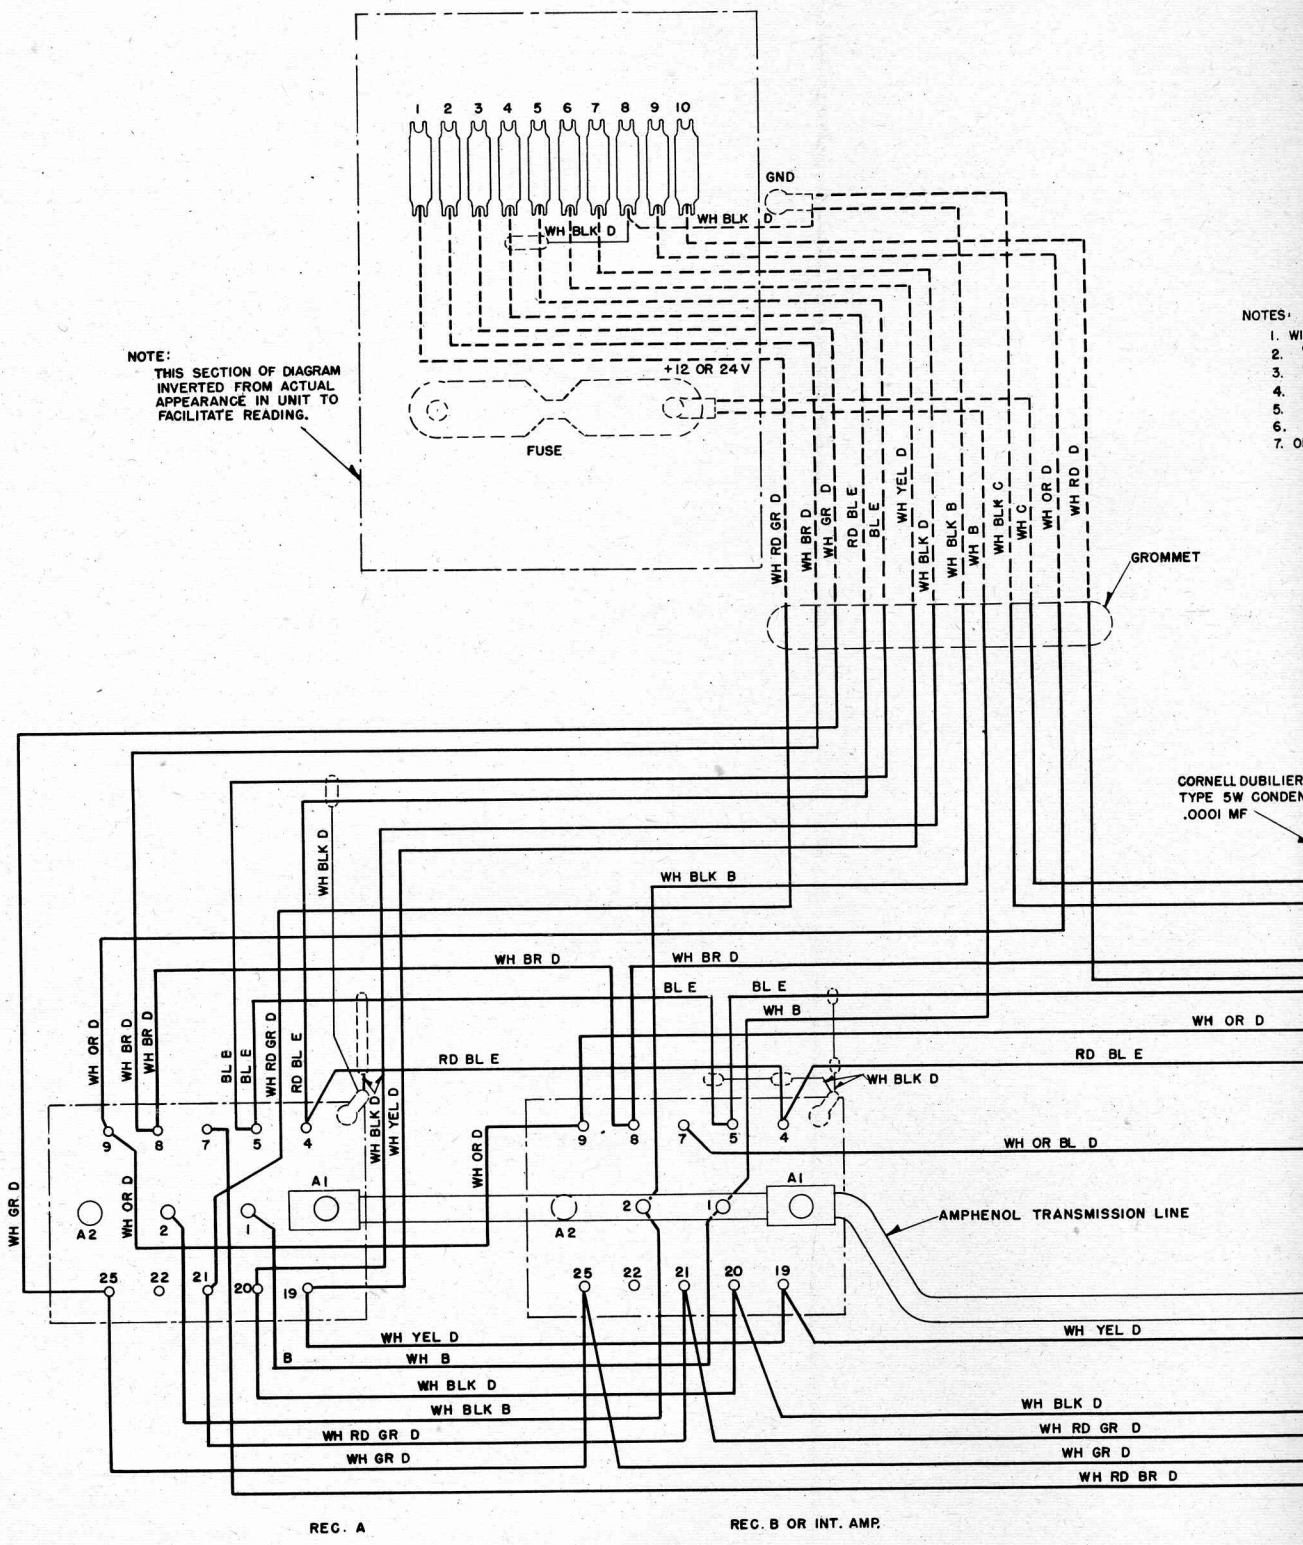 1 2 3 4 5 6 7 8 9 10
GND
WH BLK D
WH BLK D
NOTES:
1. WI
2.
3.
4.
5.
6.
7. O
NOTE:
THIS SECTION OF DIAGRAM
INVERTED FROM ACTUAL
APPEARANCE IN UNIT TO
FACILITATE READING.
+12 OR 24 V
FUSE
WH RD GR D
WH BR D
WH GR D
RD BL E
BL E
WH YEL D
WH BLK D
WH BLK B
WH B
WH BLK C
WH C
WH OR D
WH RD D
GROMMET
CORNELL DUBILIER
TYPE 5W CONDEN
.0001 MF
WH BLK D
WH BLK B
WH BR D
WH BR D
BL E
BL E
WH B
WH OR D
WH OR D
WH BR D
WH BR D
BL B
BL E
WH RD GR D
RD BL E
RD BL E
RD BL E
WH BLK D
WH BLK D
WH YEL D
9 8 7 5 4
9 8 7 5 4
WH OR D
WH OR BL D
WH GR D
WH OR D
A1
A1
A2 2 1
A2 2 1
AMPHENOL TRANSMISSION LINE
25 22 21 20 19
25 22 21 20 19
WH YEL D
WH YEL D
B
WH B
WH BLK D
WH BLK B
WH BLK D
WH RD GR D
WH RD GR D
WH GR D
WH GR D
WH RD BR D
REC. A
REC. B OR INT. AMP.